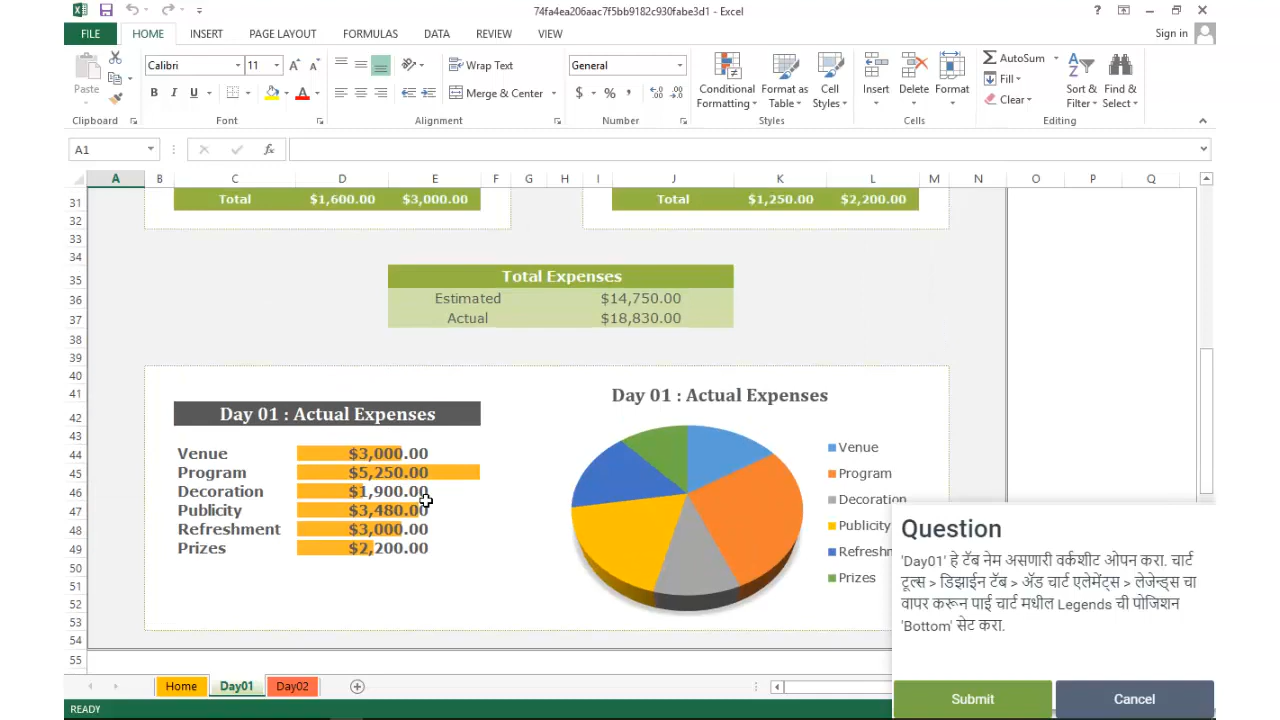 74fa4ea206aac7f5bb9182c930fabe3d1 - Excel
FILE HOME INSERT PAGE LAYOUT FORMULAS DATA REVIEW VIEW Sign in
Paste Calibri 11 Wrap Text General Conditional Formatting Format as Table Cell Styles Insert Delete Format AutoSum Sort & Filter Find & Select
B I U Merge & Center $ % , Fill
Clear
Clipboard Font Alignment Number Styles Cells Editing
A1 fx
A B C D E F G H I J K L M N O P Q
31 Total $1,600.00 $3,000.00 Total $1,250.00 $2,200.00
32
33
34
35 Total Expenses
36 Estimated $14,750.00
37 Actual $18,830.00
38
39
40
41 Day 01 : Actual Expenses
42 Day 01 : Actual Expenses
43
44 Venue $3,000.00 Venue
45 Program $5,250.00 Program
46 Decoration $1,900.00 Decoration
47 Publicity $3,480.00 Publicity
48 Refreshment $3,000.00 Refreshm
49 Prizes $2,200.00 Prizes
50
51
52
53
54
55
Question
'Day01' हे टॅब नेम असणारी वर्कशीट ओपन करा. चार्ट
टूल्स > डिझाईन टॅब > ॲड चार्ट एलेमेंट्स > लेजेन्ड्स चा
वापर करून पाई चार्ट मधील Legends ची पोजिशन
'Bottom' सेट करा.
Submit Cancel
Home Day01 Day02
READY